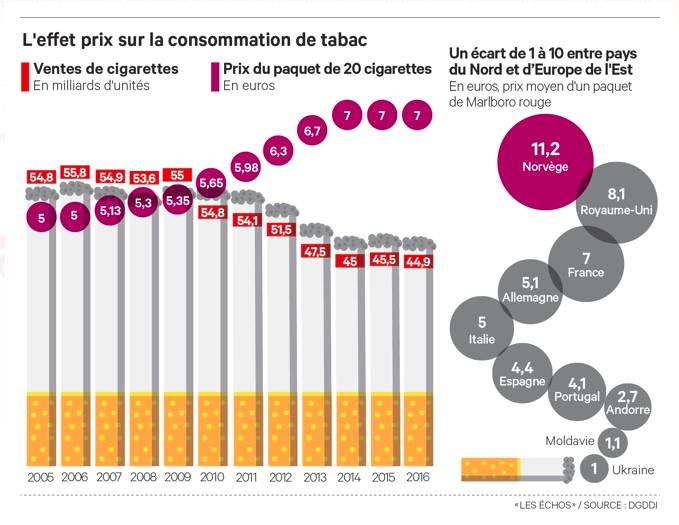 L'effet prix sur la consommation de tabac
Ventes de cigarettes
En milliards d'unités
Prix du paquet de 20 cigarettes
En euros
7 7 7
6,7
6,3
5,98
5,65
54,8 55,8 54,9 53,6 55
5 5 5,13 5,3 5,35
54,8 54,1 51,5 47,5 45 45,5 44,9
2005 2006 2007 2008 2009 2010 2011 2012 2013 2014 2015 2016
Un écart de 1 à 10 entre pays
du Nord et d'Europe de l'Est
En euros, prix moyen d'un paquet
de Marlboro rouge
11,2
Norvège
8,1
Royaume-Uni
7
France
5,1
Allemagne
5
Italie
4,4
Espagne
4,1
Portugal
2,7
Andorre
Moldavie 1,1
1 Ukraine
« LES ÉCHOS » / SOURCE : DGDDI